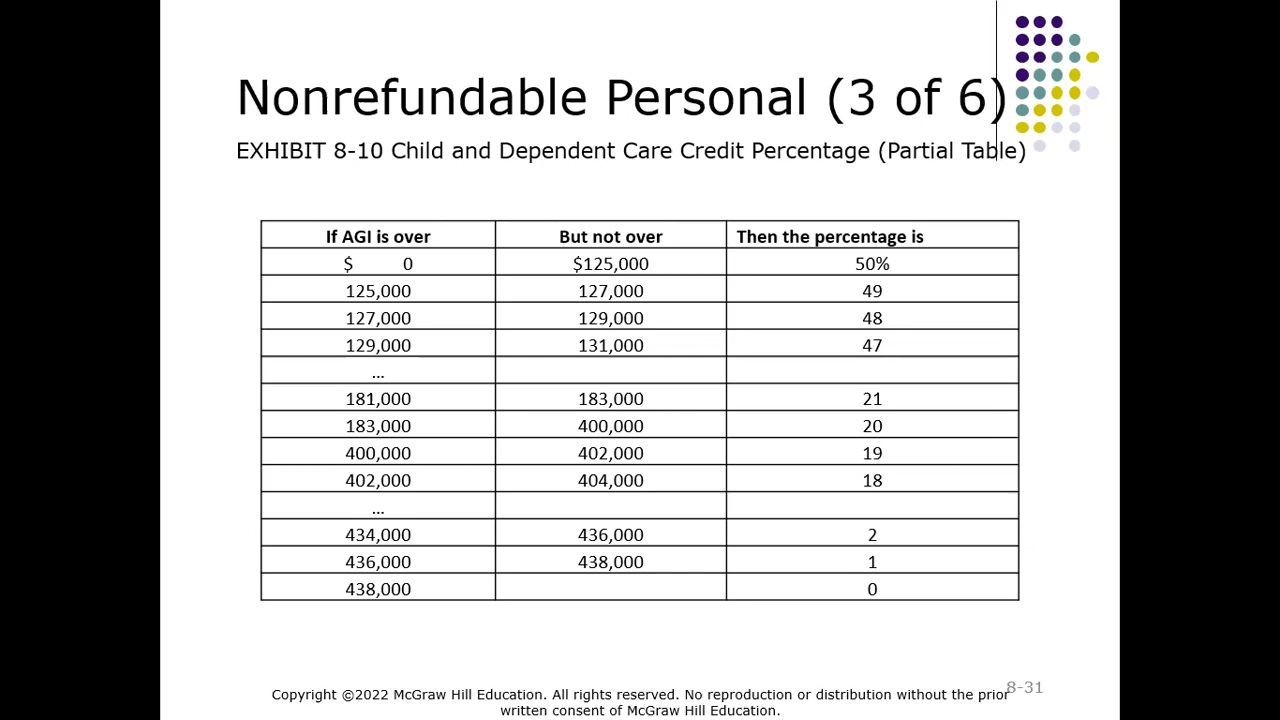 Nonrefundable Personal (3 of 6)
EXHIBIT 8-10 Child and Dependent Care Credit Percentage (Partial Table)
If AGI is over But not over Then the percentage is
$ 0 $125,000 50%
125,000 127,000 49
127,000 129,000 48
129,000 131,000 47
...
181,000 183,000 21
183,000 400,000 20
400,000 402,000 19
402,000 404,000 18
...
434,000 436,000 2
436,000 438,000 1
438,000 0
8-31
Copyright ©2022 McGraw Hill Education. All rights reserved. No reproduction or distribution without the prior
written consent of McGraw Hill Education.